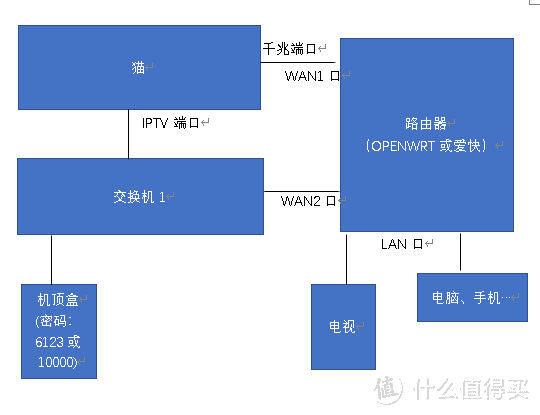 千兆端口
猫
WAN1 口
IPTV 端口
路由器
（OPENWRT 或爱快）
交换机 1
WAN2 口
LAN 口
机顶盒
(密码：
6123 或
10000)
电视
电脑、手机…
值 什么值得买